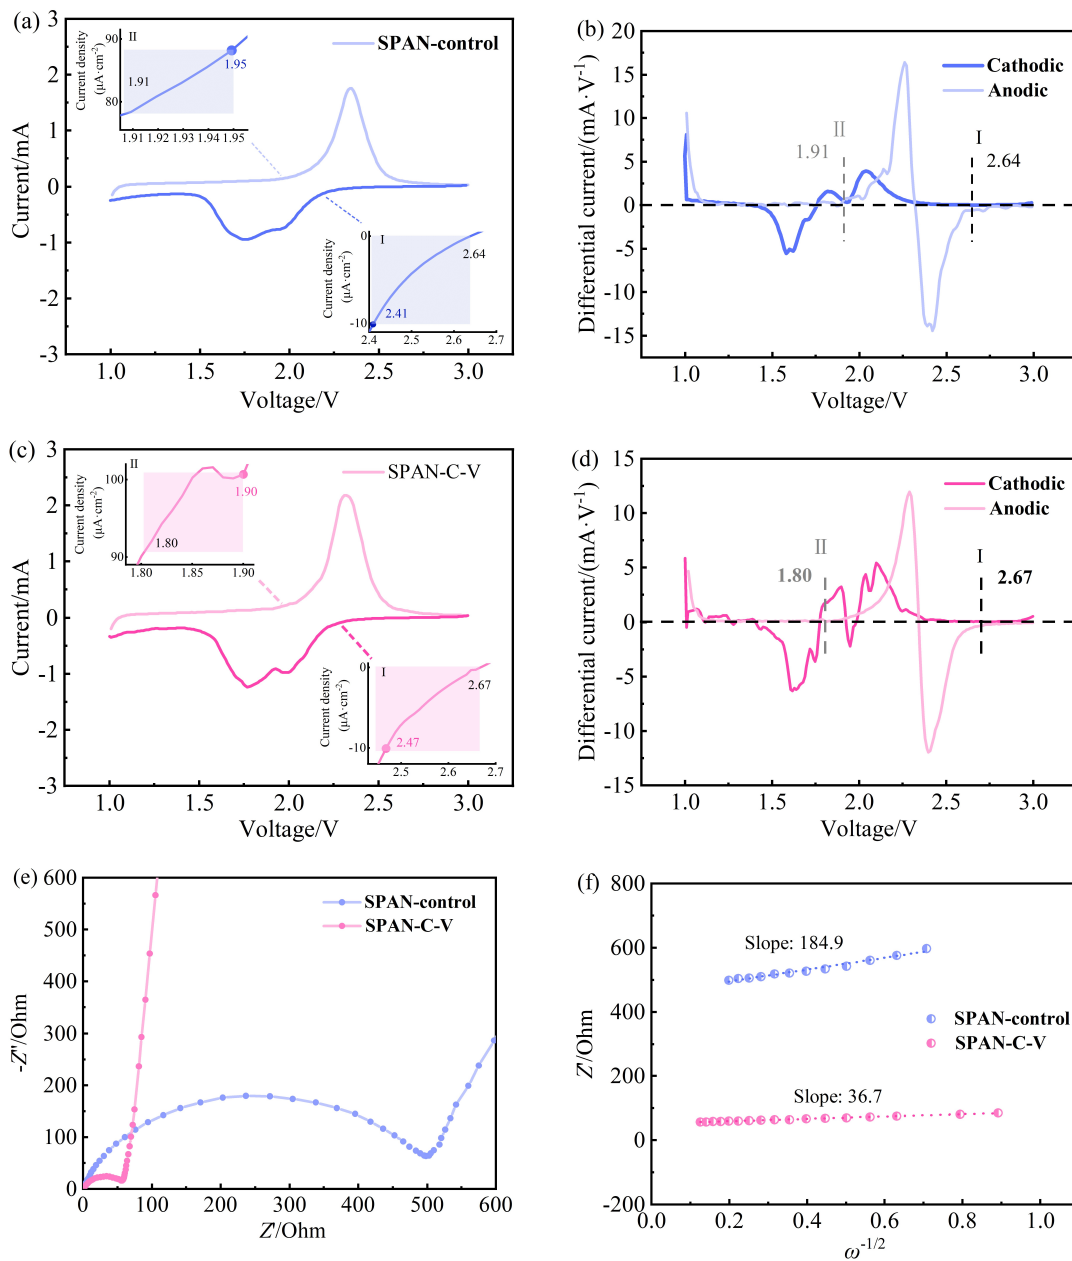 (a)
3
2
1
0
-1
-2
-3
Current/mA
1.0
1.5
2.0
2.5
3.0
Voltage/V
SPAN-control
II
90
80
Current density
(μA·cm-2)
1.91
1.95
1.91
1.92
1.93
1.94
1.95
I
0
-10
Current density
(μA·cm-2)
2.64
2.41
2.4
2.5
2.6
2.7
(b)
20
15
10
5
0
-5
-10
-15
Differential current/(mA·V-1)
1.0
1.5
2.0
2.5
3.0
Voltage/V
Cathodic
Anodic
II
1.91
I
2.64
(c)
3
2
1
0
-1
-2
-3
Current/mA
1.0
1.5
2.0
2.5
3.0
Voltage/V
SPAN-C-V
II
100
90
Current density
(μA·cm-2)
1.90
1.80
1.80
1.85
1.90
I
0
-10
Current density
(μA·cm-2)
2.67
2.47
2.5
2.6
2.7
(d)
15
10
5
0
-5
-10
-15
Differential current/(mA·V-1)
1.0
1.5
2.0
2.5
3.0
Voltage/V
Cathodic
Anodic
II
1.80
I
2.67
(e)
600
500
400
300
200
100
0
-Z''/Ohm
0
100
200
300
400
500
600
Z'/Ohm
SPAN-control
SPAN-C-V
(f)
800
600
400
200
0
-200
Z'/Ohm
0.0
0.2
0.4
0.6
0.8
1.0
ω-1/2
Slope: 184.9
SPAN-control
SPAN-C-V
Slope: 36.7